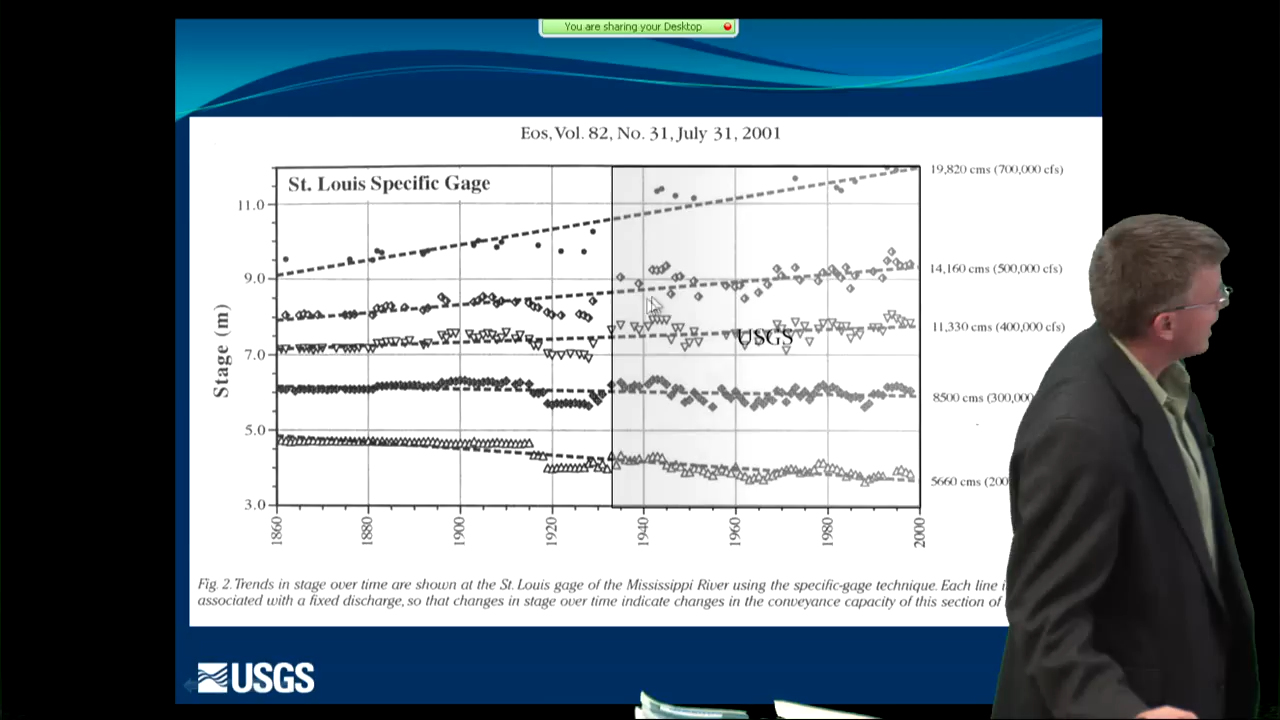 You are sharing your Desktop
Eos, Vol. 82, No. 31, July 31, 2001
St. Louis Specific Gage
19,820 cms (700,000 cfs)
11.0
14,160 cms (500,000 cfs)
9.0
11,330 cms (400,000 cfs)
USGS
7.0
Stage (m)
8500 cms (300,000
5.0
5660 cms (200
3.0
1860 1880 1900 1920 1940 1960 1980 2000
Fig. 2. Trends in stage over time are shown at the St. Louis gage of the Mississippi River using the specific-gage technique. Each line i
associated with a fixed discharge, so that changes in stage over time indicate changes in the conveyance capacity of this section of
USGS